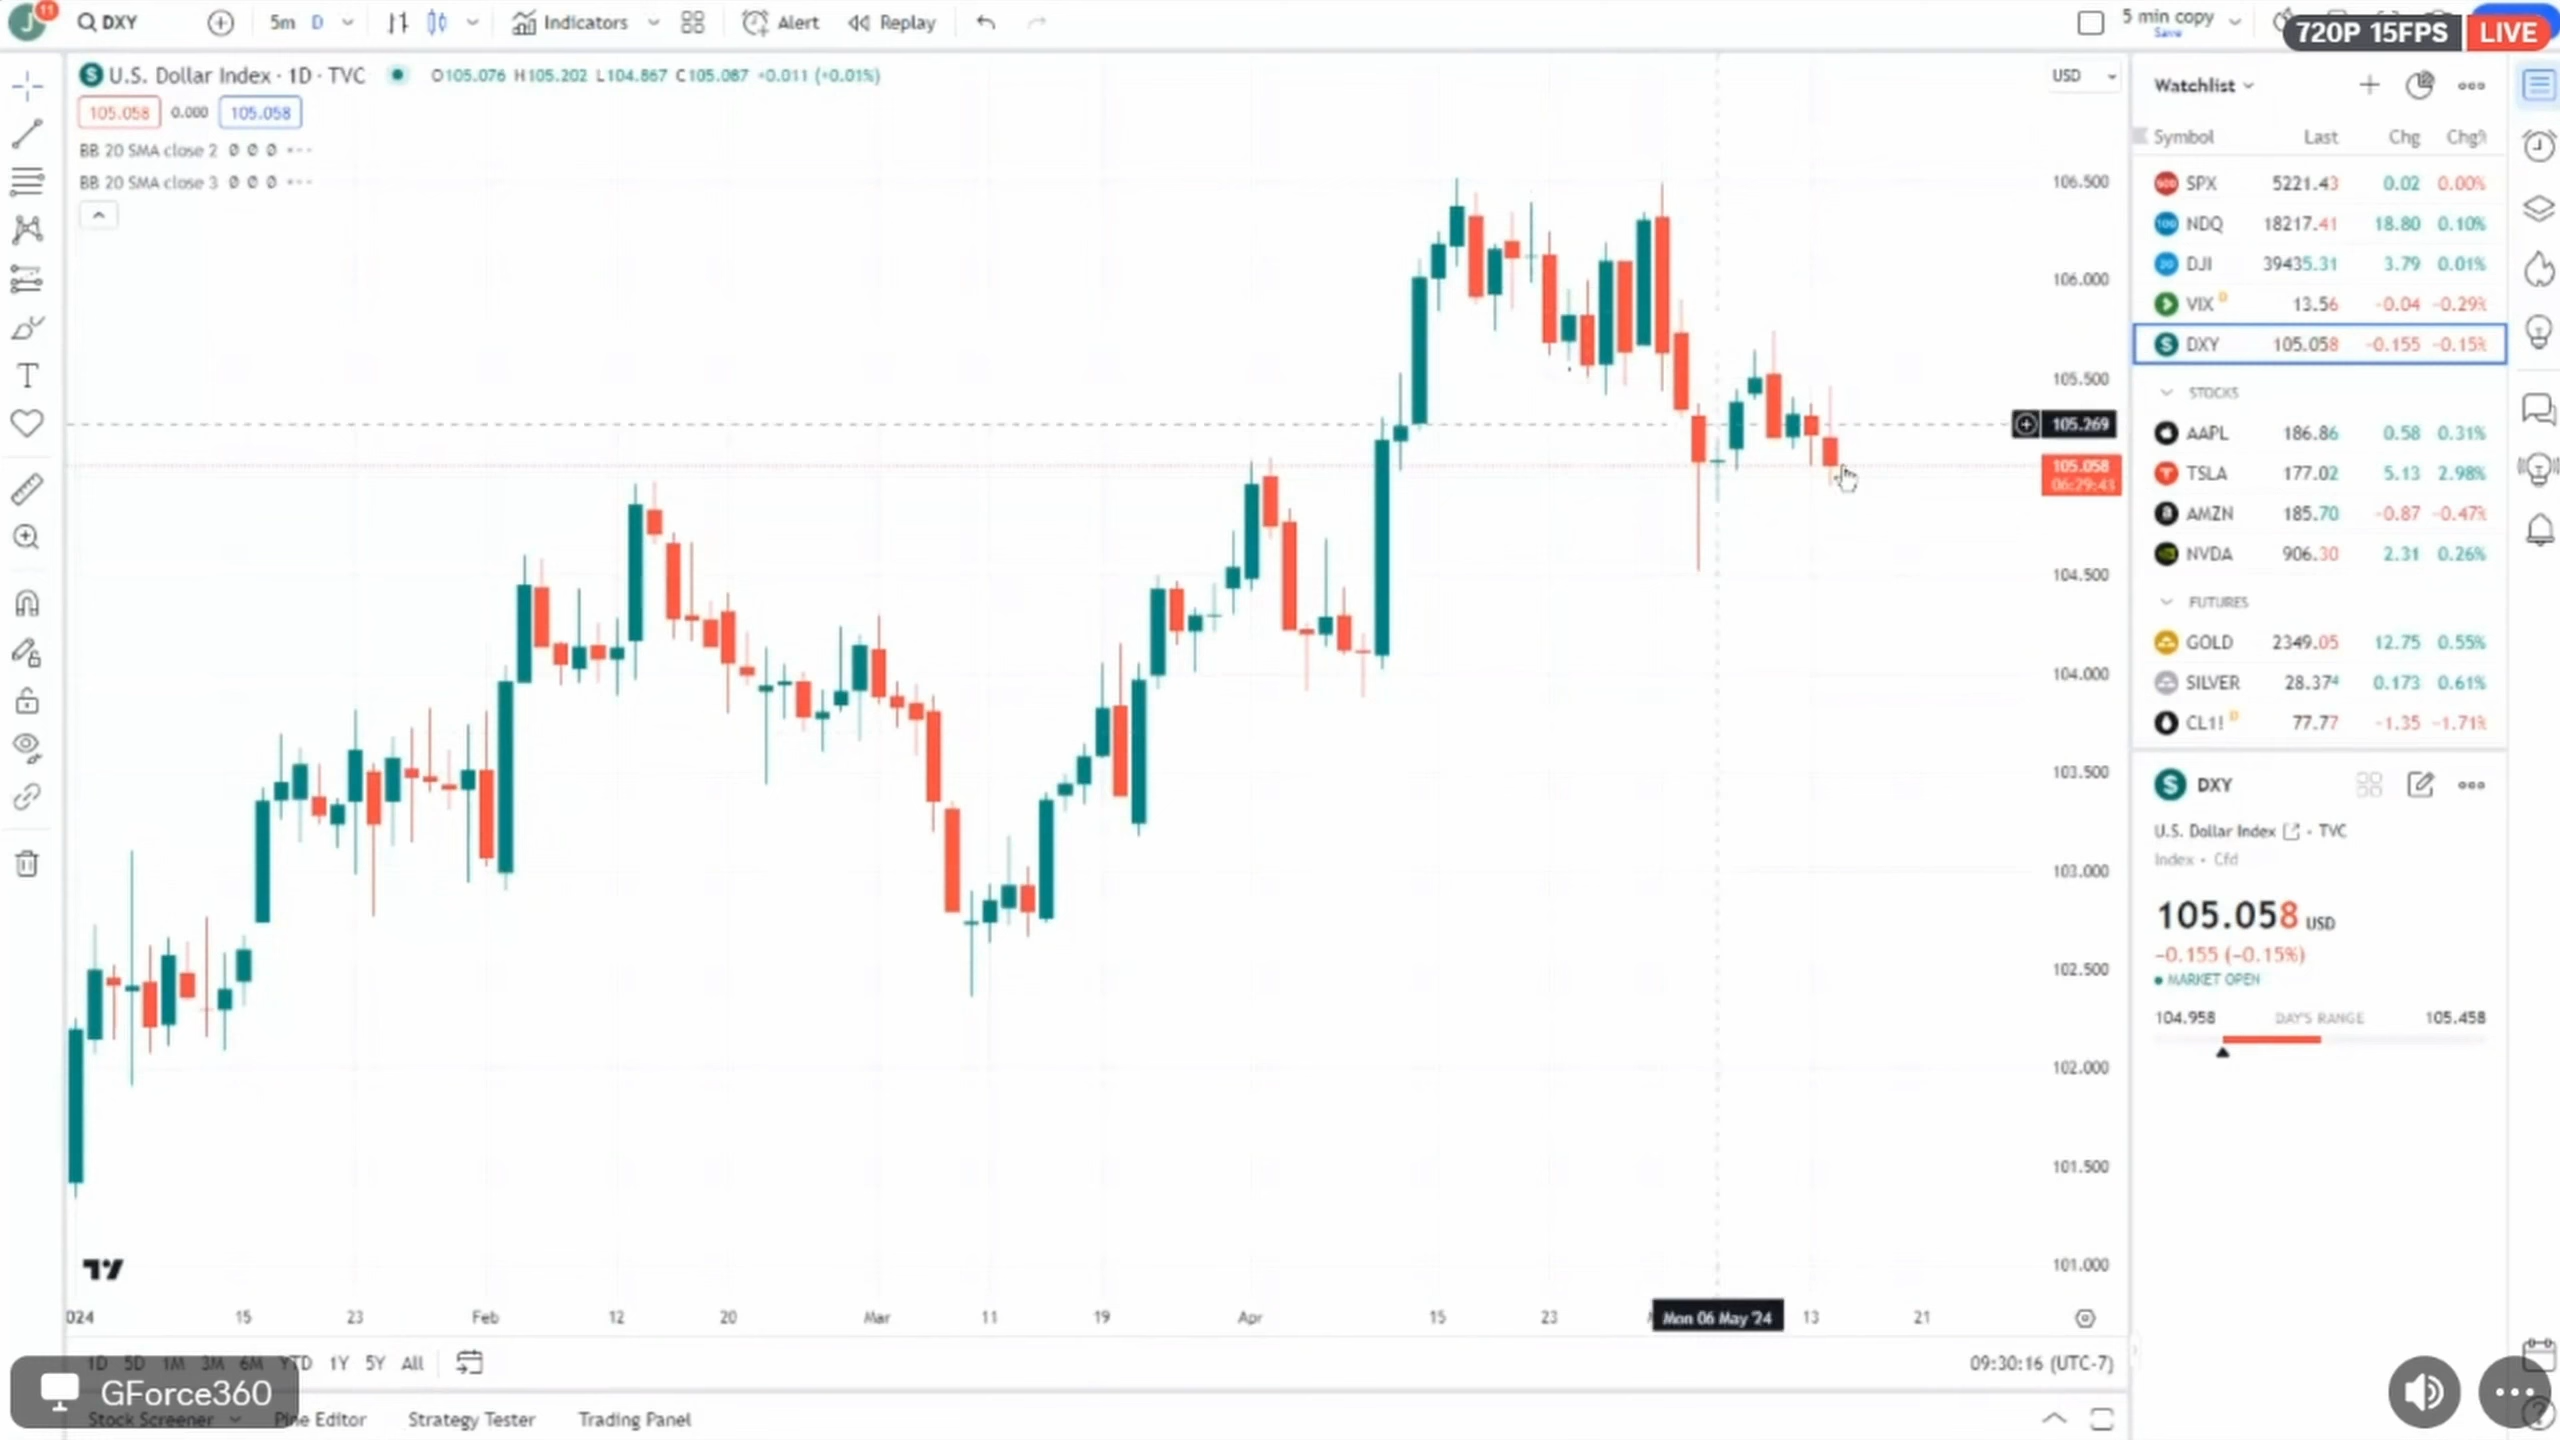 J 11 DXY 5m D Indicators Alert Replay 5 min copy
Save
720P 15FPS LIVE
U.S. Dollar Index · 1D · TVC O105.076 H105.202 L104.867 C105.087 +0.011 (+0.01%) USD
105.058 0.000 105.058
BB 20 SMA close 2 0 0 0
BB 20 SMA close 3 0 0 0
106.500
106.000
105.500
105.269
105.058
06:29:43
104.500
104.000
103.500
103.000
102.500
102.000
101.500
101.000
024 15 23 Feb 12 20 Mar 11 19 Apr 15 23 Mon 06 May '24 13 21
1D 5D 1M 3M 6M YTD 1Y 5Y All 09:30:16 (UTC-7)
GForce360
Stock Screener Pine Editor Strategy Tester Trading Panel
Watchlist
Symbol Last Chg Chg%
SPX 5221.43 0.02 0.00%
NDQ 18217.41 18.80 0.10%
DJI 39435.31 3.79 0.01%
VIX D 13.56 -0.04 -0.29%
DXY 105.058 -0.155 -0.15%
STOCKS
AAPL 186.86 0.58 0.31%
TSLA 177.02 5.13 2.98%
AMZN 185.70 -0.87 -0.47%
NVDA 906.30 2.31 0.26%
FUTURES
GOLD 2349.05 12.75 0.55%
SILVER 28.374 0.173 0.61%
CL1! D 77.77 -1.35 -1.71%
DXY
U.S. Dollar Index · TVC
Index • Cfd
105.058 USD
-0.155 (-0.15%)
MARKET OPEN
104.958 DAY'S RANGE 105.458